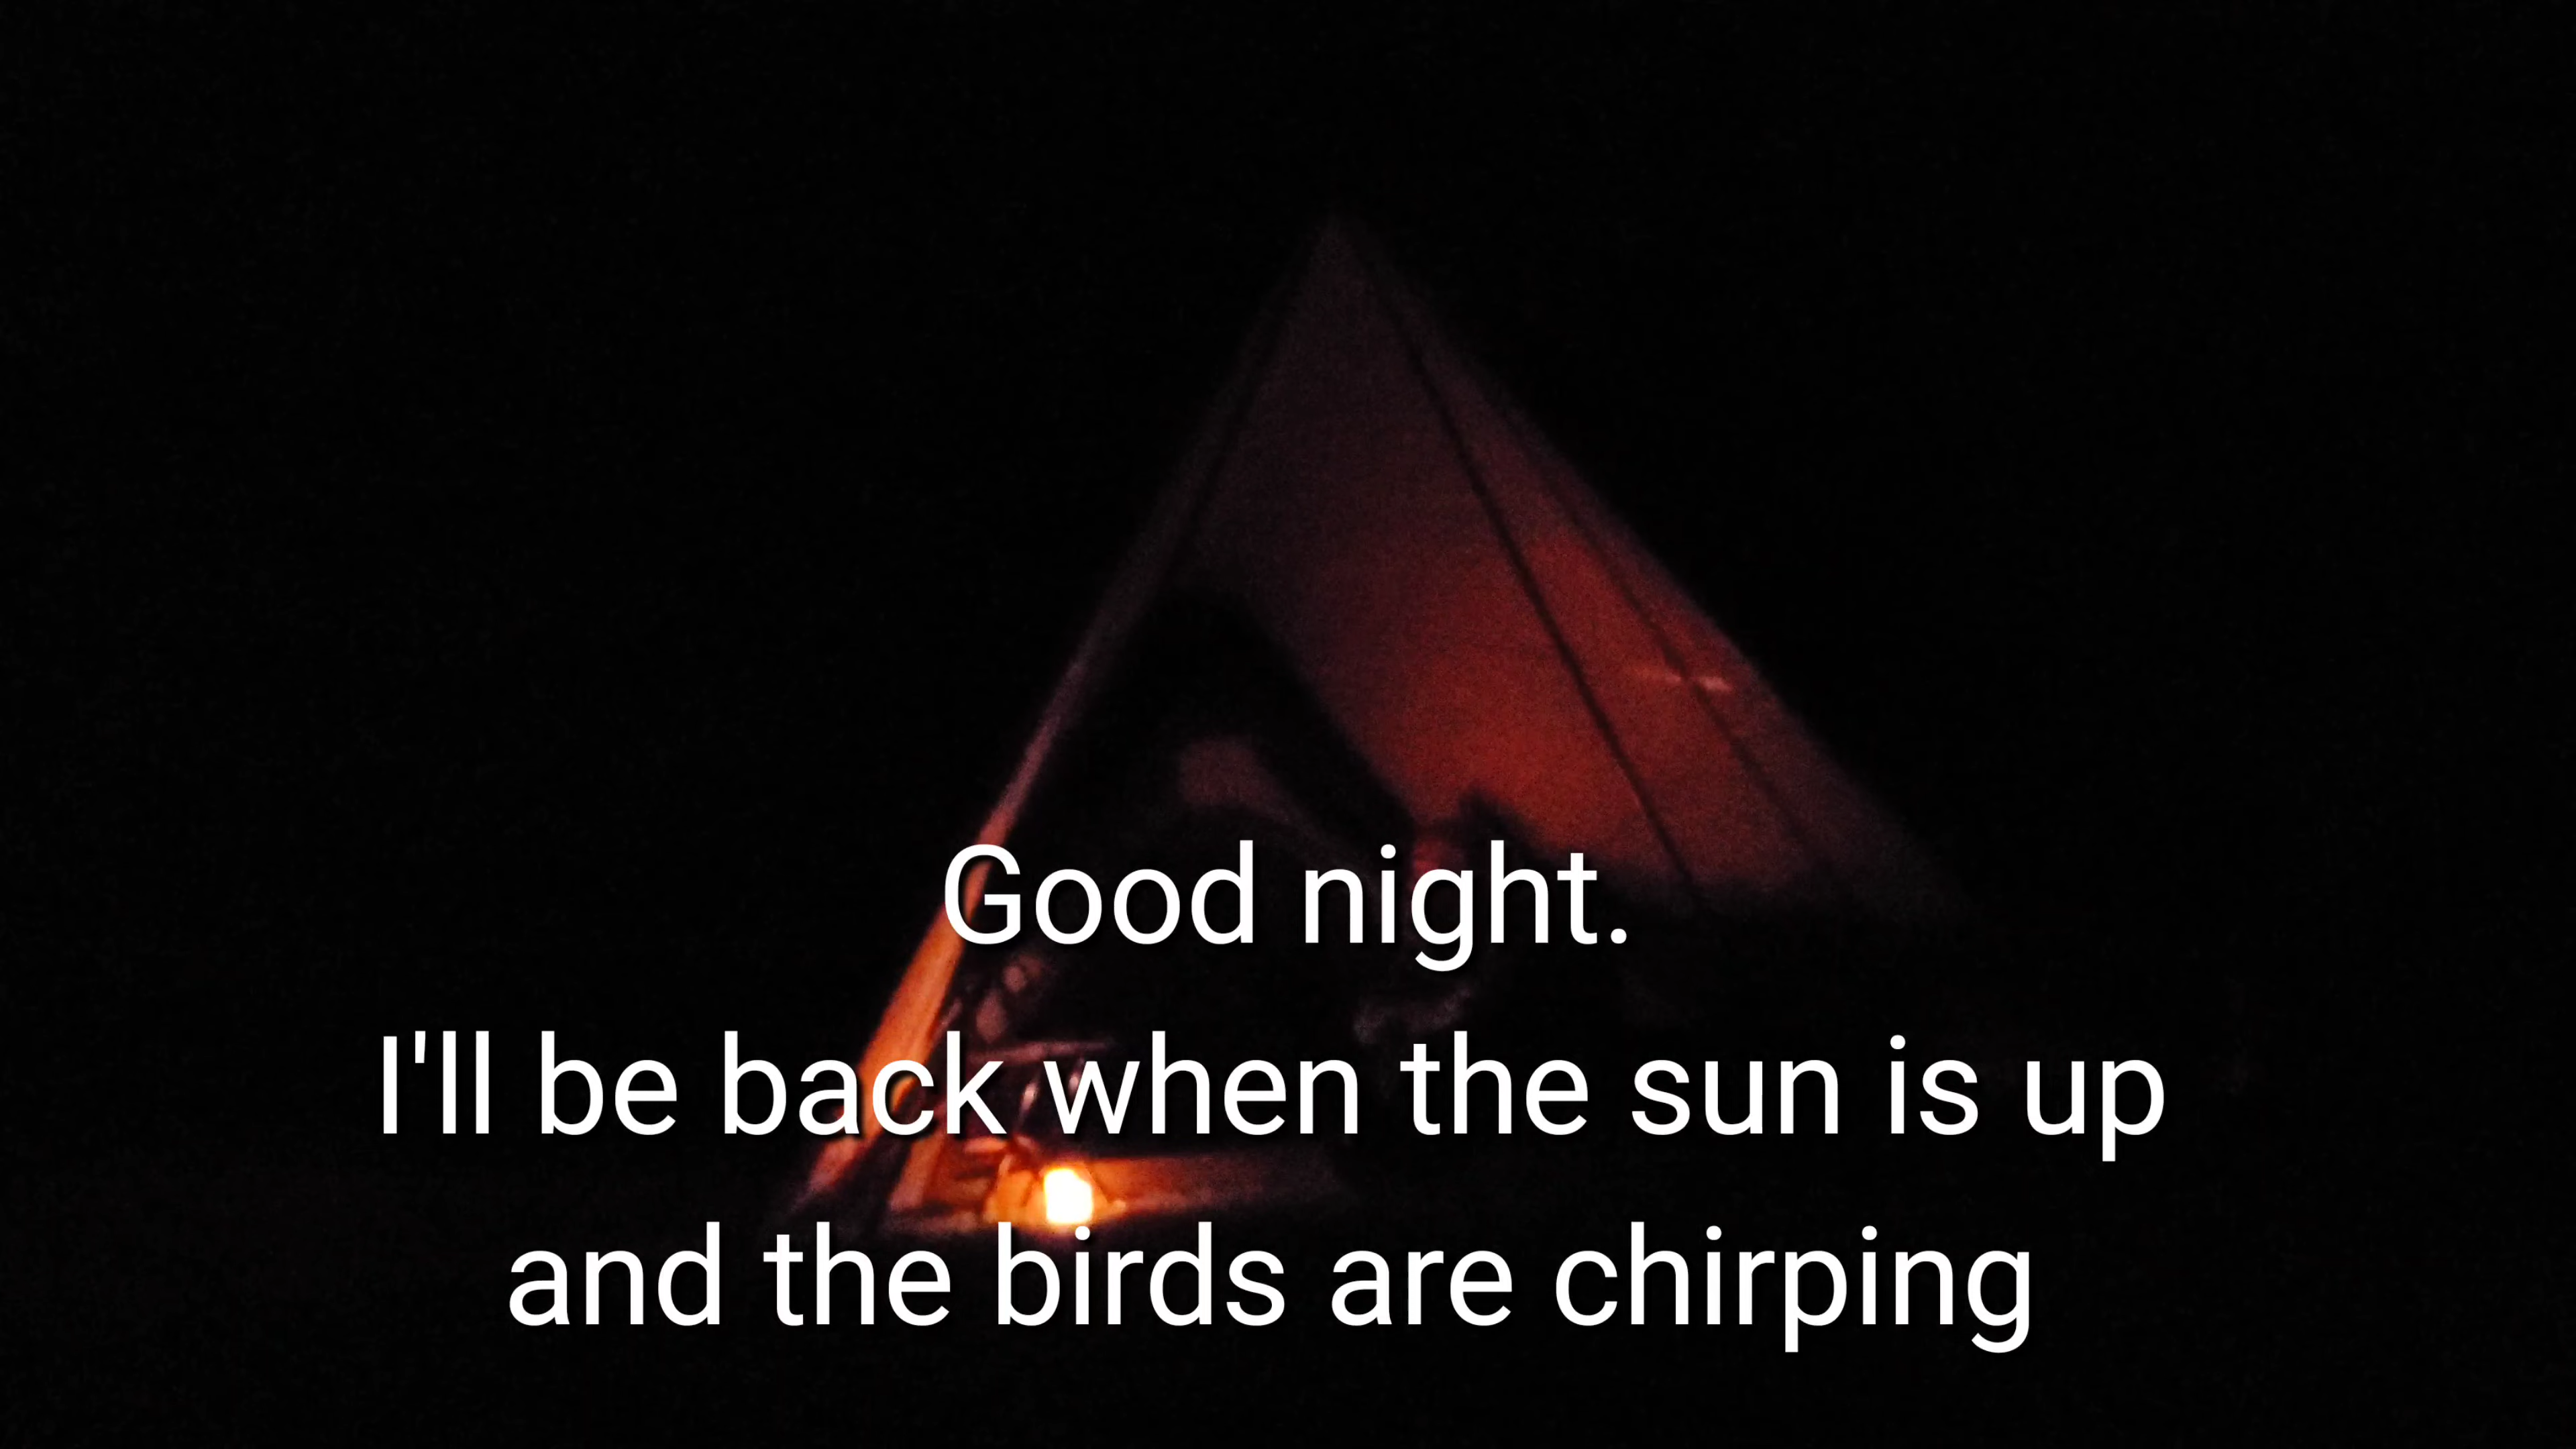 Good night.
I'll be back when the sun is up
and the birds are chirping